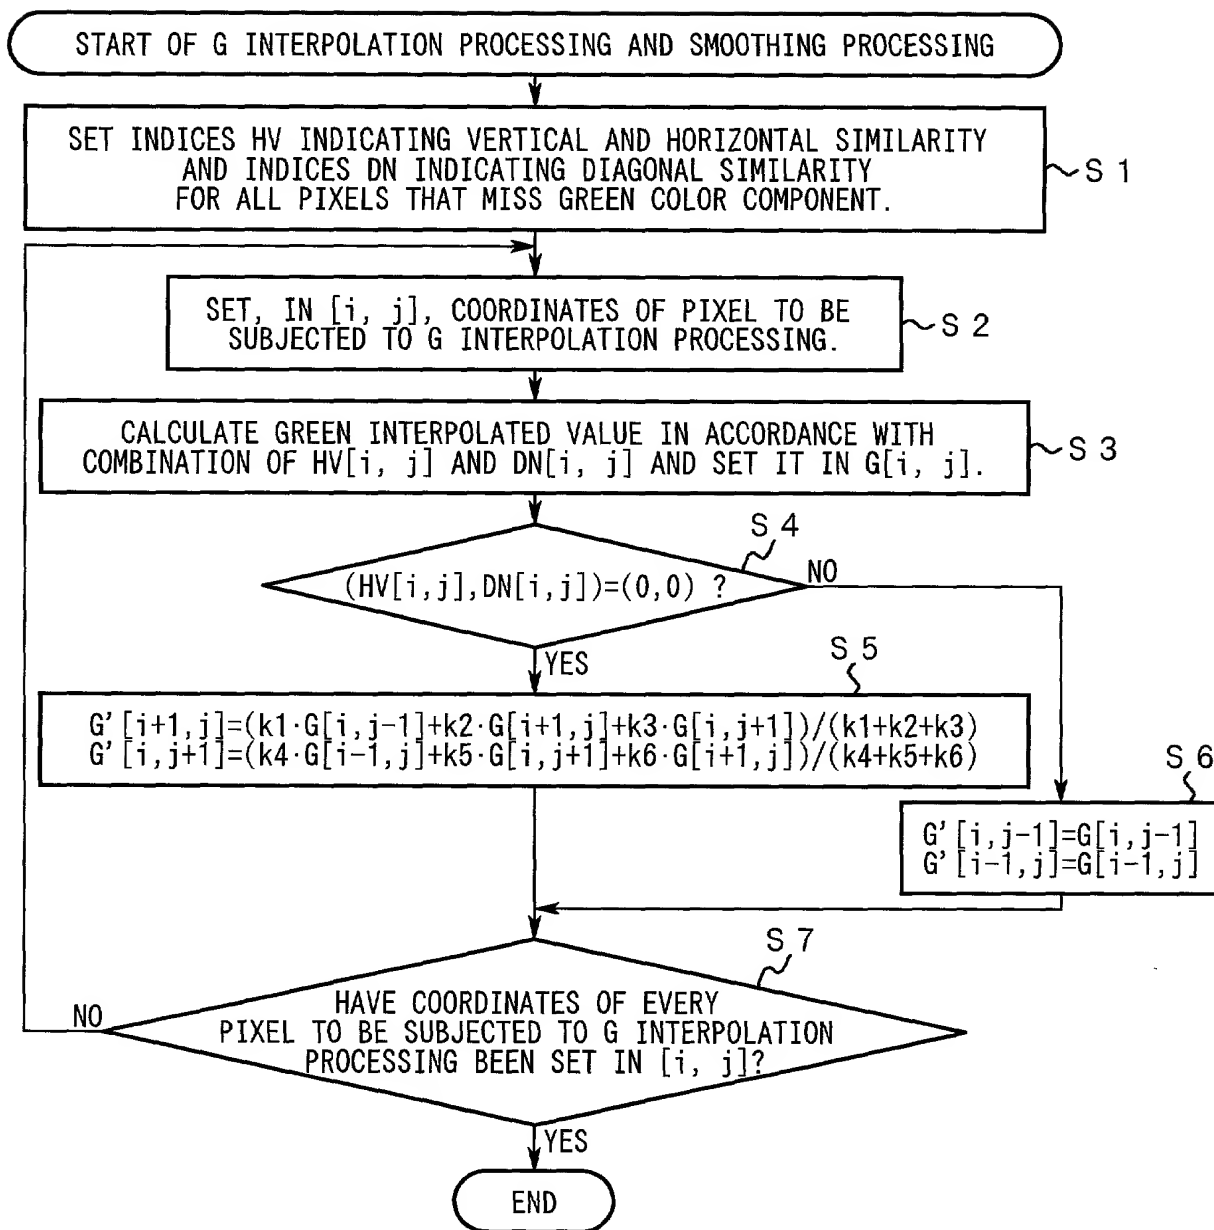 START OF G INTERPOLATION PROCESSING AND SMOOTHING PROCESSING
SET INDICES HV INDICATING VERTICAL AND HORIZONTAL SIMILARITY
AND INDICES DN INDICATING DIAGONAL SIMILARITY
FOR ALL PIXELS THAT MISS GREEN COLOR COMPONENT.
S 1
SET, IN [i, j], COORDINATES OF PIXEL TO BE
SUBJECTED TO G INTERPOLATION PROCESSING.
S 2
CALCULATE GREEN INTERPOLATED VALUE IN ACCORDANCE WITH
COMBINATION OF HV[i, j] AND DN[i, j] AND SET IT IN G[i, j].
S 3
S 4
(HV[i,j],DN[i,j])=(0,0) ?
NO
YES
S 5
G'[i+1,j]=(k1·G[i,j-1]+k2·G[i+1,j]+k3·G[i,j+1])/(k1+k2+k3)
G'[i,j+1]=(k4·G[i-1,j]+k5·G[i,j+1]+k6·G[i+1,j])/(k4+k5+k6)
S 6
G'[i,j-1]=G[i,j-1]
G'[i-1,j]=G[i-1,j]
S 7
NO
HAVE COORDINATES OF EVERY
PIXEL TO BE SUBJECTED TO G INTERPOLATION
PROCESSING BEEN SET IN [i, j]?
YES
END